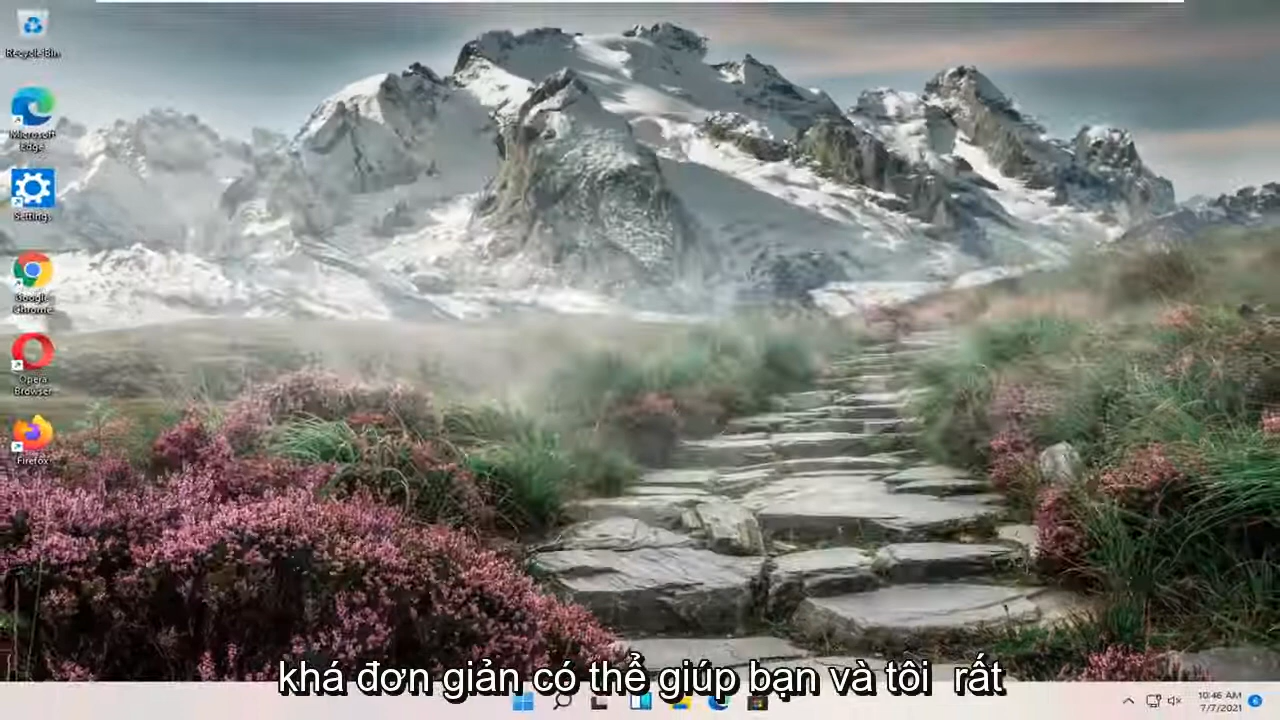 Recycle Bin
Microsoft
Edge
Settings
Google
Chrome
Opera
Browser
Firefox
khá đơn giản có thể giúp bạn và tôi rất
10:46 AM
7/7/2021